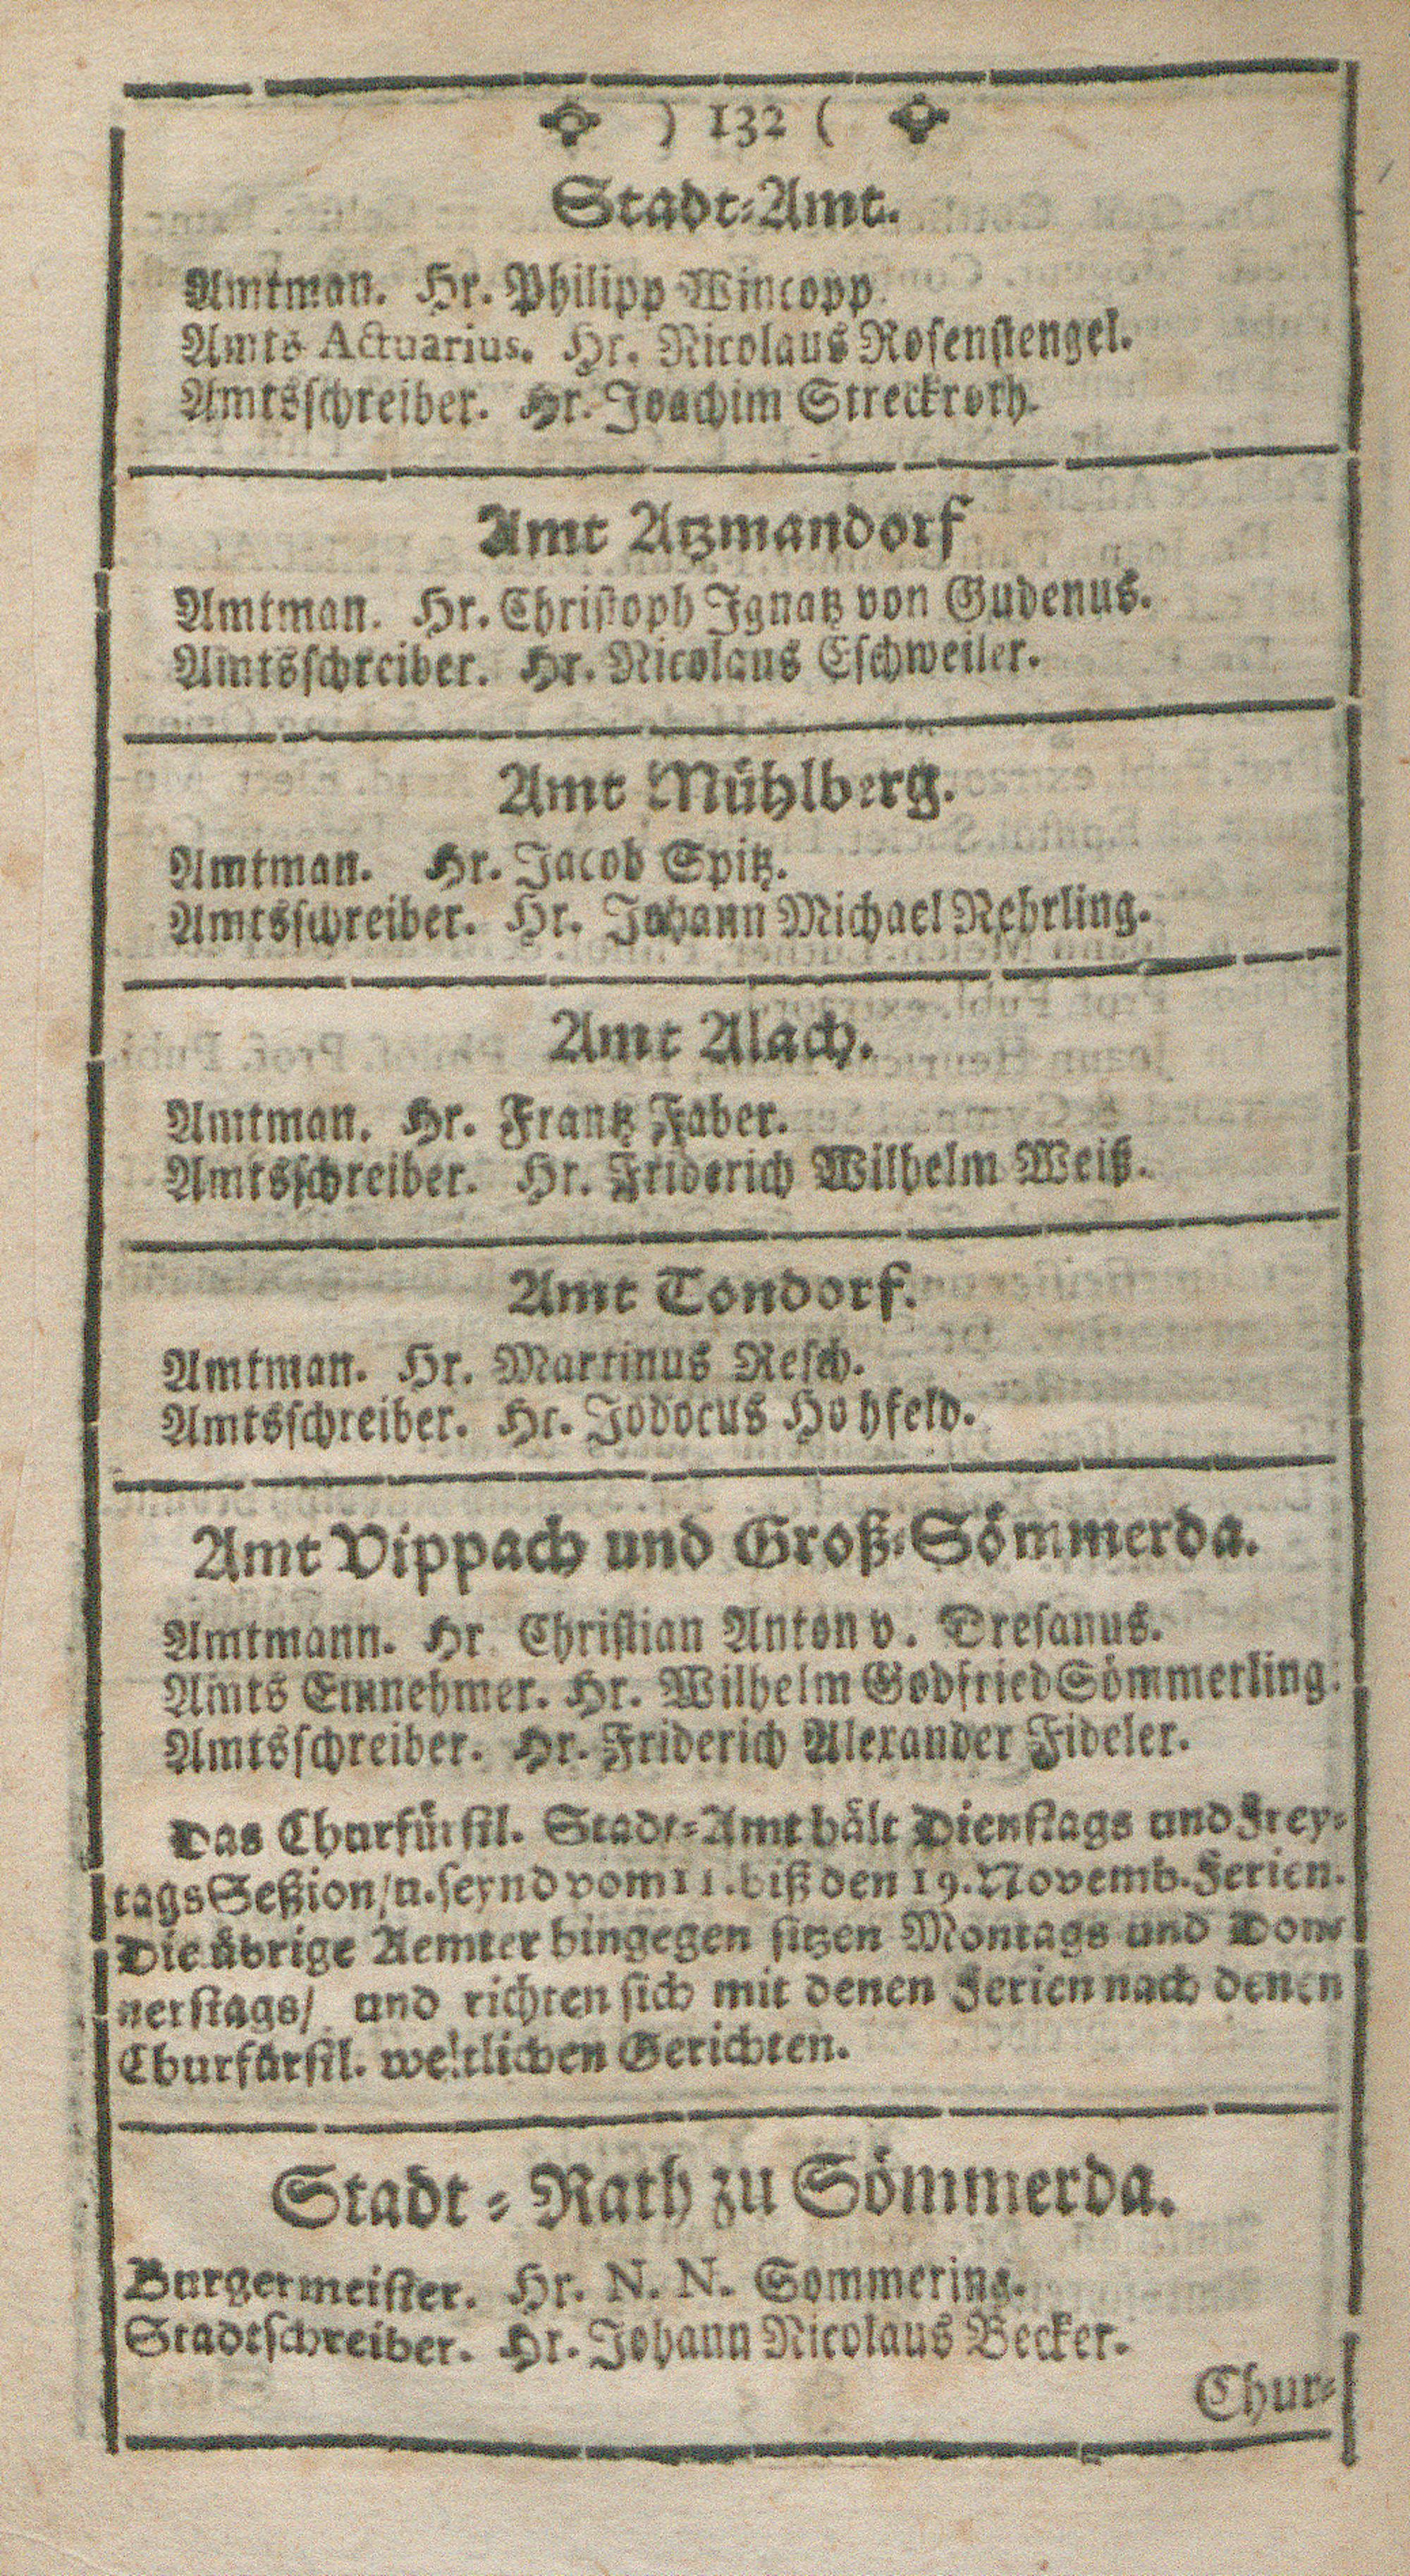 ) 132 (
Stadt-Amt.
Amtman. Hr. Philipp Wincopp.
Amts Actuarius. Hr. Nicolaus Rosenstengel.
Amtsschreiber. Hr. Joachim Streckroth.
Amt Atzmandorf
Amtman. Hr. Christoph Ignatz von Gudenus.
Amtsschreiber. Hr. Nicolaus Eschweiler.
Amt Mühlberg.
Amtman. Hr. Jacob Spitz.
Amtsschreiber. Hr. Johann Michael Nehrling.
Amt Alach.
Amtman. Hr. Frantz Faber.
Amtsschreiber. Hr. Friderich Wilhelm Weiß.
Amt Tondorf.
Amtman. Hr. Martinus Resch.
Amtsschreiber. Hr. Jodocus Hohfeld.
Amt Vippach und Groß-Sömmerda.
Amtmann. Hr Christian Anton v. Dresanus.
Amts Einnehmer. Hr. Wilhelm Godfried Sömmerling.
Amtsschreiber. Hr. Friderich Alexander Fideler.
Das Churfürstl. Stadt-Amt hält Dienstags und Frey-
tags Seßion/ u. seynd vom 11. biß den 19. Novemb. Ferien.
Die übrige Aemter hingegen sitzen Montags und Don-
nerstags/ und richten sich mit denen Ferien nach denen
Churfürstl. weltlichen Gerichten.
Stadt-Rath zu Sömmerda.
Burgermeister. Hr. N. N. Sommering.
Stadtschreiber. Hr. Johann Nicolaus Becker.
Chur-